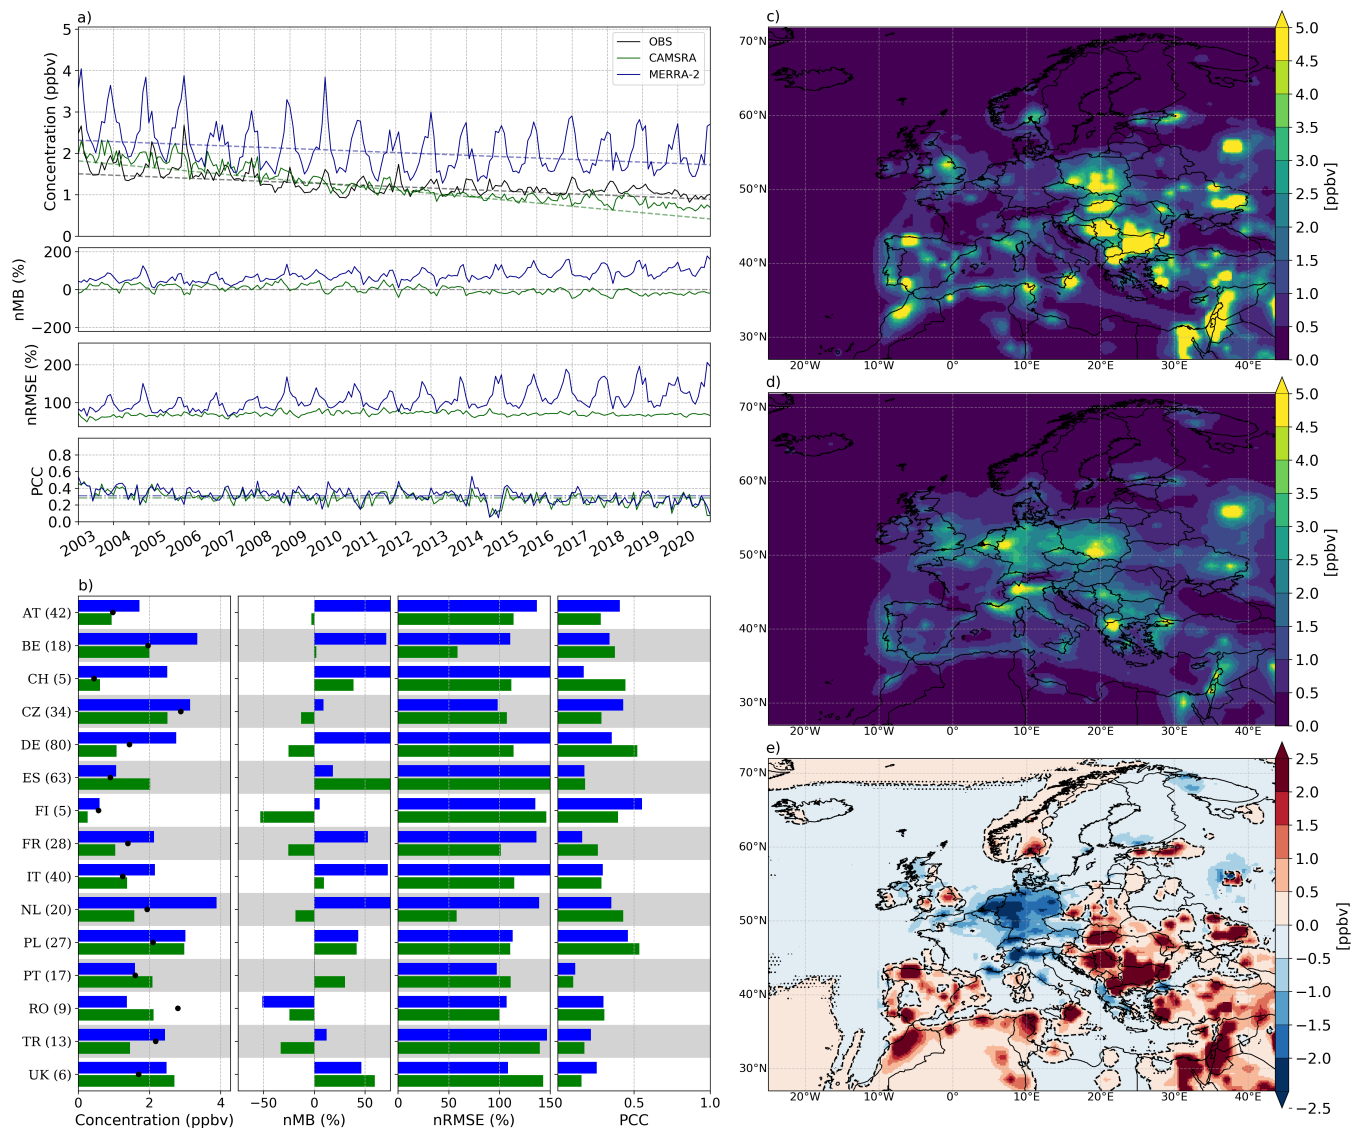 a)
Concentration (ppbv)
5
4
3
2
1
0
OBS
CAMSRA
MERRA-2
nMB (%)
200
0
−200
nRMSE (%)
200
100
PCC
0.8
0.6
0.4
0.2
0.0
2003 2004 2005 2006 2007 2008 2009 2010 2011 2012 2013 2014 2015 2016 2017 2018 2019 2020
b)
AT (42)
BE (18)
CH (5)
CZ (34)
DE (80)
ES (63)
FI (5)
FR (28)
IT (40)
NL (20)
PL (27)
PT (17)
RO (9)
TR (13)
UK (6)
0 2 4 −50 0 50 0 50 100 150 0.5 1.0
Concentration (ppbv) nMB (%) nRMSE (%) PCC
c)
70°N
60°N
50°N
40°N
30°N
20°W 10°W 0° 10°E 20°E 30°E 40°E
5.0
4.5
4.0
3.5
3.0
2.5
2.0
1.5
1.0
0.5
0.0
[ppbv]
d)
70°N
60°N
50°N
40°N
30°N
20°W 10°W 0° 10°E 20°E 30°E 40°E
5.0
4.5
4.0
3.5
3.0
2.5
2.0
1.5
1.0
0.5
0.0
[ppbv]
e)
70°N
60°N
50°N
40°N
30°N
20°W 10°W 0° 10°E 20°E 30°E 40°E
2.5
2.0
1.5
1.0
0.5
0.0
−0.5
−1.0
−1.5
−2.0
−2.5
[ppbv]